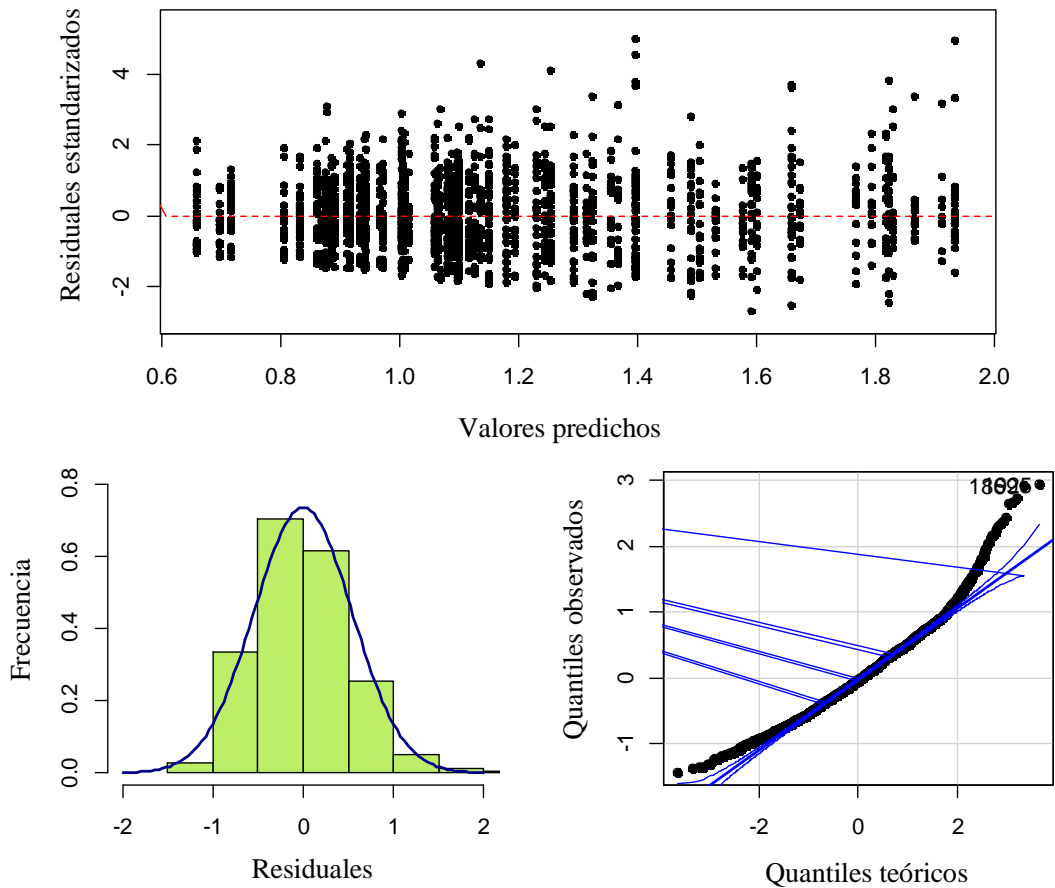 Residuales estandarizados
4
2
0
-2
0.6 0.8 1.0 1.2 1.4 1.6 1.8 2.0
Valores predichos
Frecuencia
0.8
0.6
0.4
0.2
0.0
-2 -1 0 1 2
Residuales
Quantiles observados
3
2
1
0
-1
-2 0 2
Quantiles teóricos